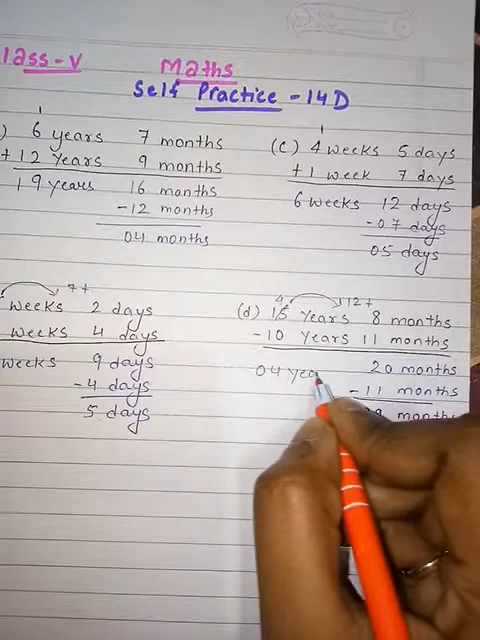 lass-V
Maths
Self Practice - 14 D
1
) 6 years 7 months
+ 12 Years 9 months
19 years 16 months
-12 months
04 months
1
(c) 4 weeks 5 days
+ 1 week 7 days
6 weeks 12 days
-07 days
05 days
7+
weeks 2 days
weeks 4 days
weeks 9 days
-4 days
5 days
4 12+
(d) 15 Years 8 months
-10 Years 11 months
04 yea 20 months
-11 months
9 months